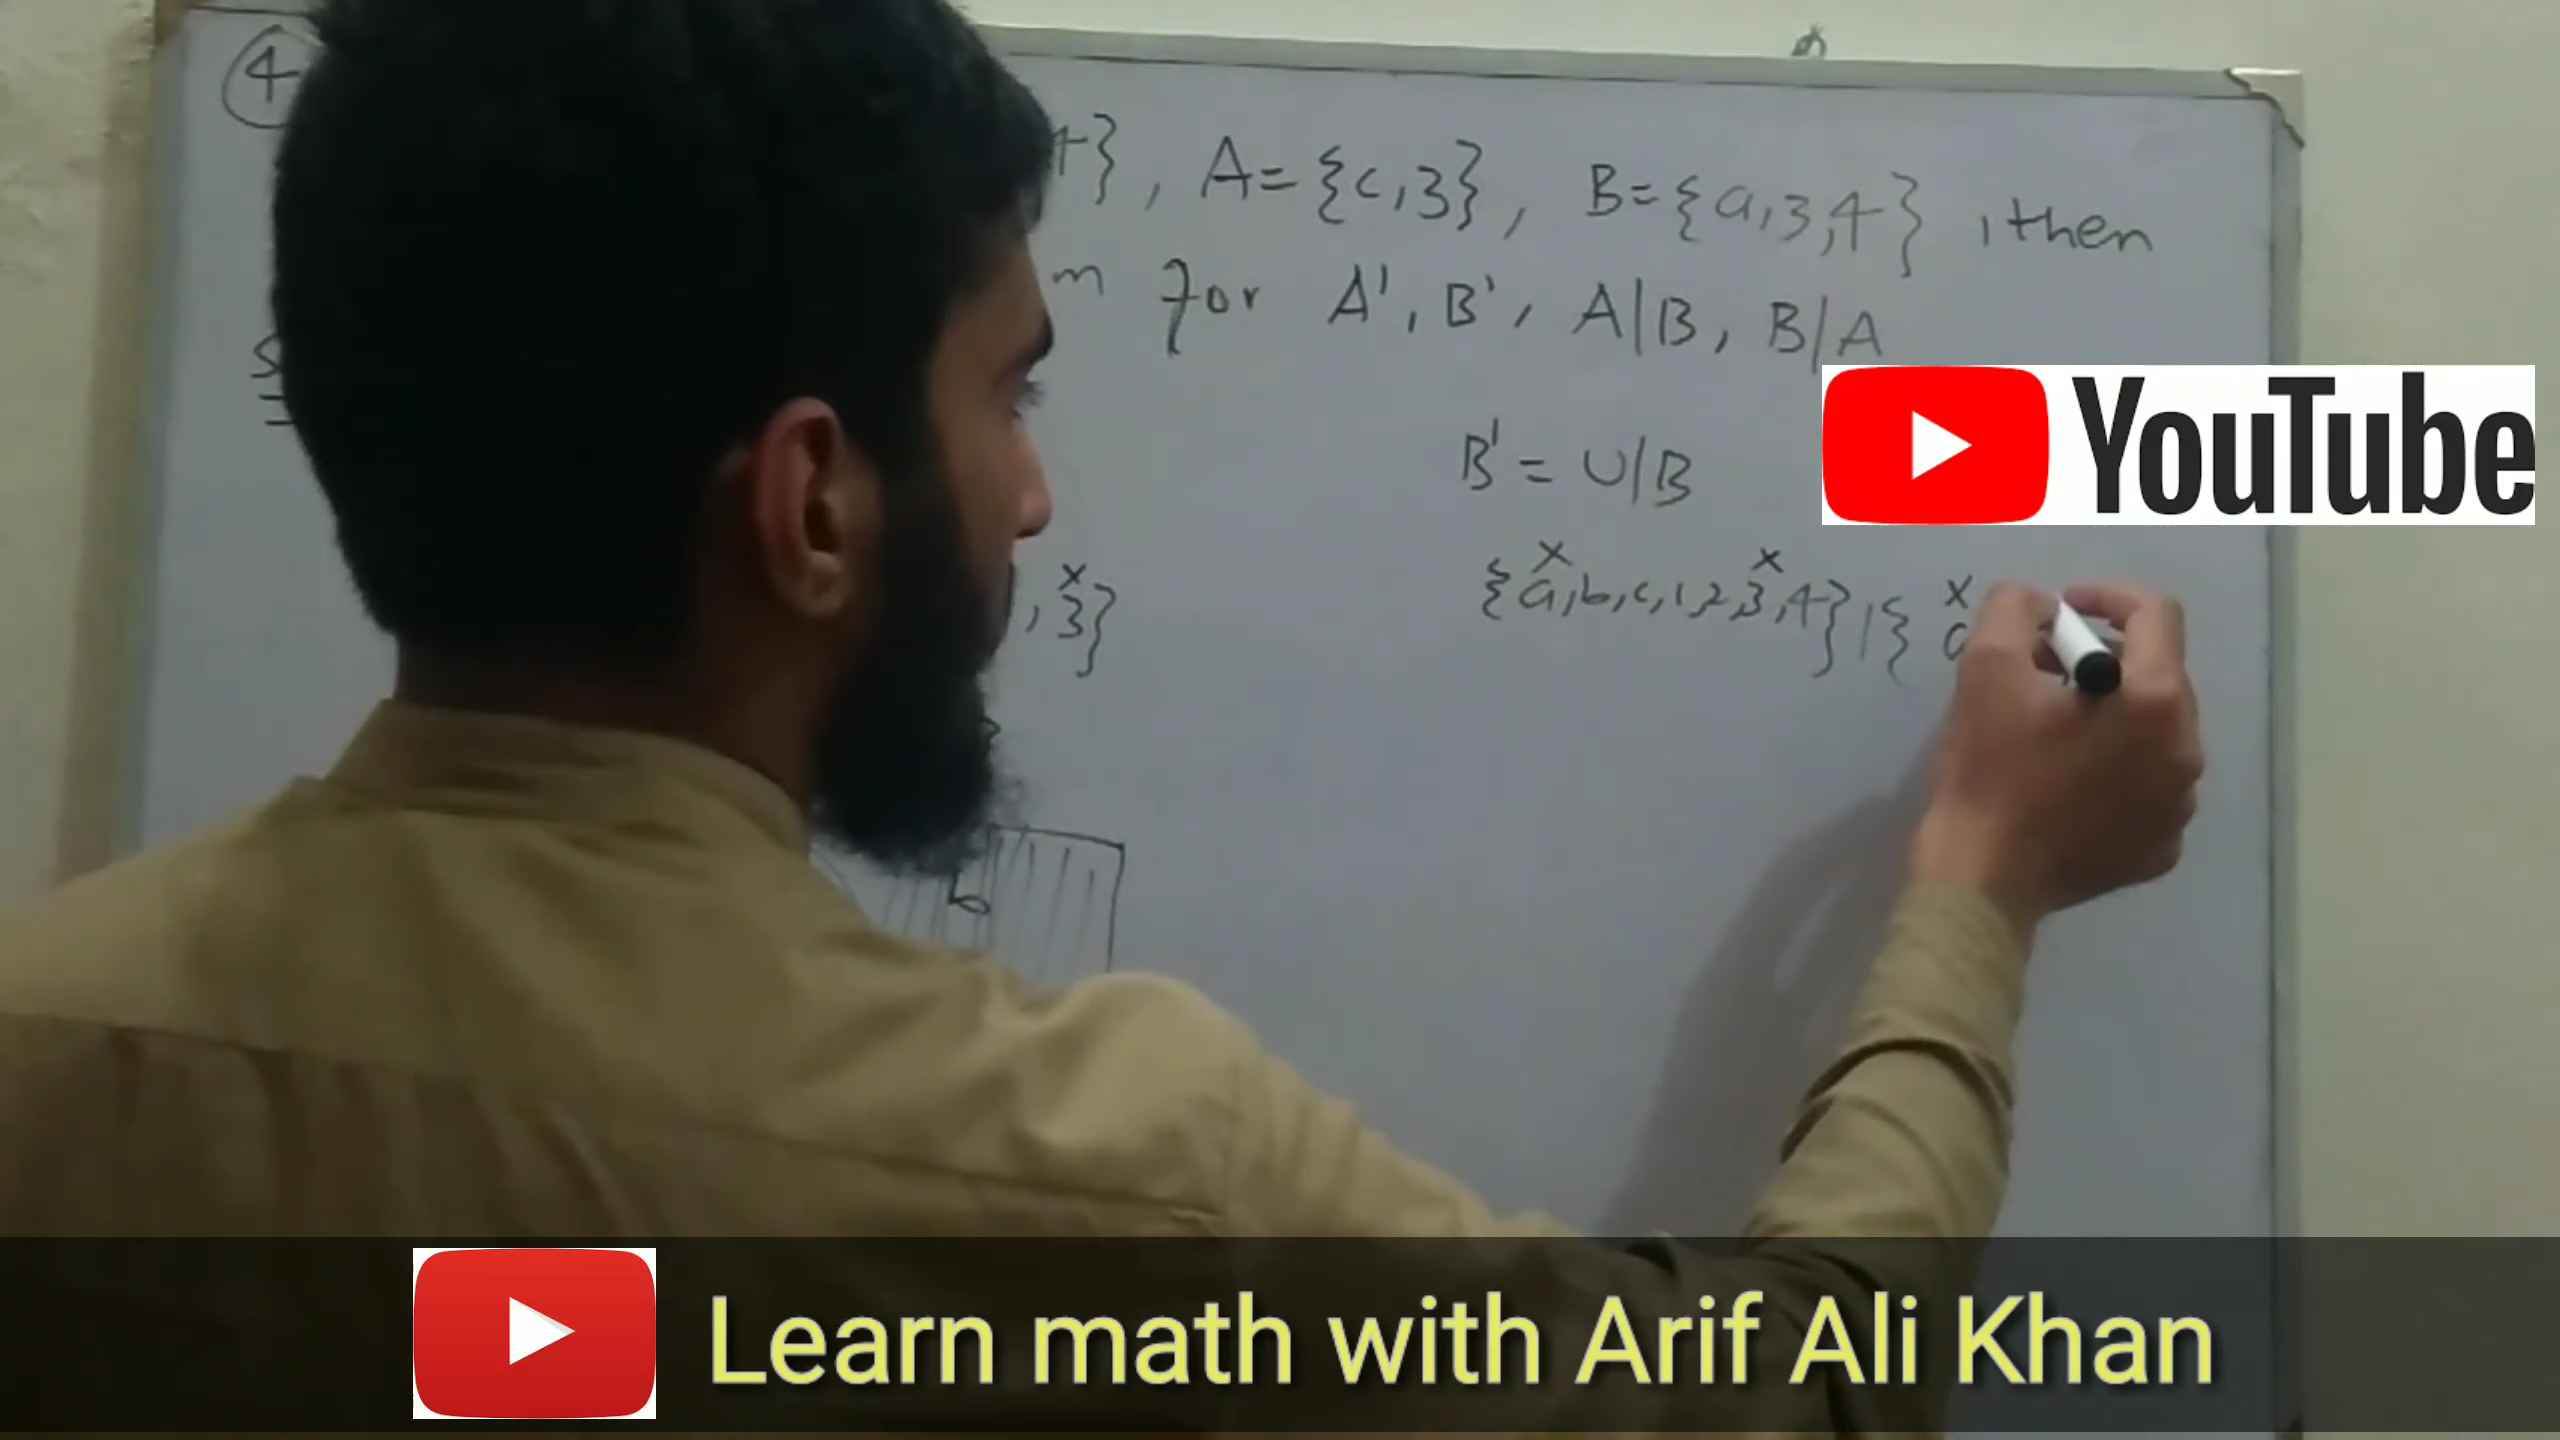 4
4}, A={c,3}, B={a,3,4}, then
m for A', B', A|B, B|A
B' = U|B
YouTube
x x x
{a,b,c,1,2,3,4}|{a
x
,3}
b
Learn math with Arif Ali Khan